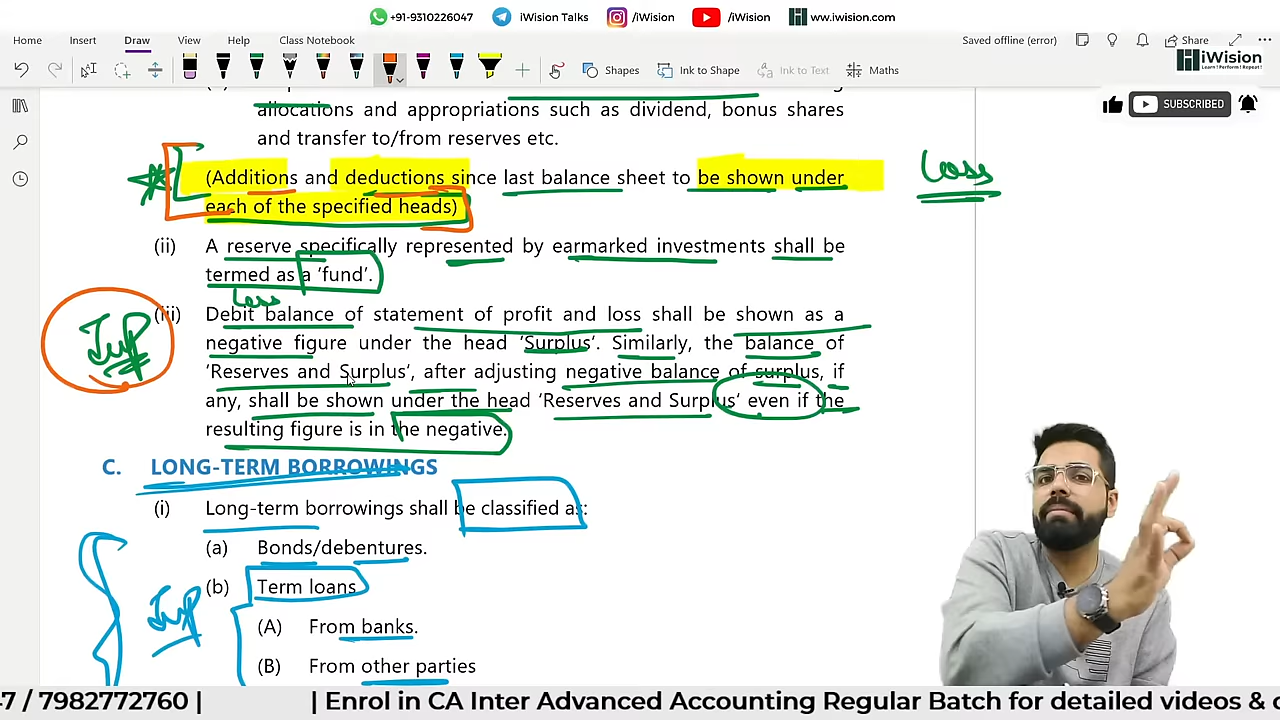 +91-9310226047 iWision Talks /iWision /iWision ww.iwision.com
Home Insert Draw View Help Class Notebook Saved offline (error) Share
Shapes Ink to Shape Ink to Text Maths
iWision
Learn ! Perform ! Repeat !
SUBSCRIBED
allocations and appropriations such as dividend, bonus shares
and transfer to/from reserves etc.
Loss
(Additions and deductions since last balance sheet to be shown under
each of the specified heads)
(ii) A reserve specifically represented by earmarked investments shall be
termed as a ‘fund’.
Less
Imp
(iii) Debit balance of statement of profit and loss shall be shown as a
negative figure under the head ‘Surplus’. Similarly, the balance of
‘Reserves and Surplus’, after adjusting negative balance of surplus, if
any, shall be shown under the head ‘Reserves and Surplus’ even if the
resulting figure is in the negative.
C. LONG-TERM BORROWINGS
(i) Long-term borrowings shall be classified as:
(a) Bonds/debentures.
Imp
(b) Term loans
(A) From banks.
(B) From other parties
47 / 7982772760 | | Enrol in CA Inter Advanced Accounting Regular Batch for detailed videos &